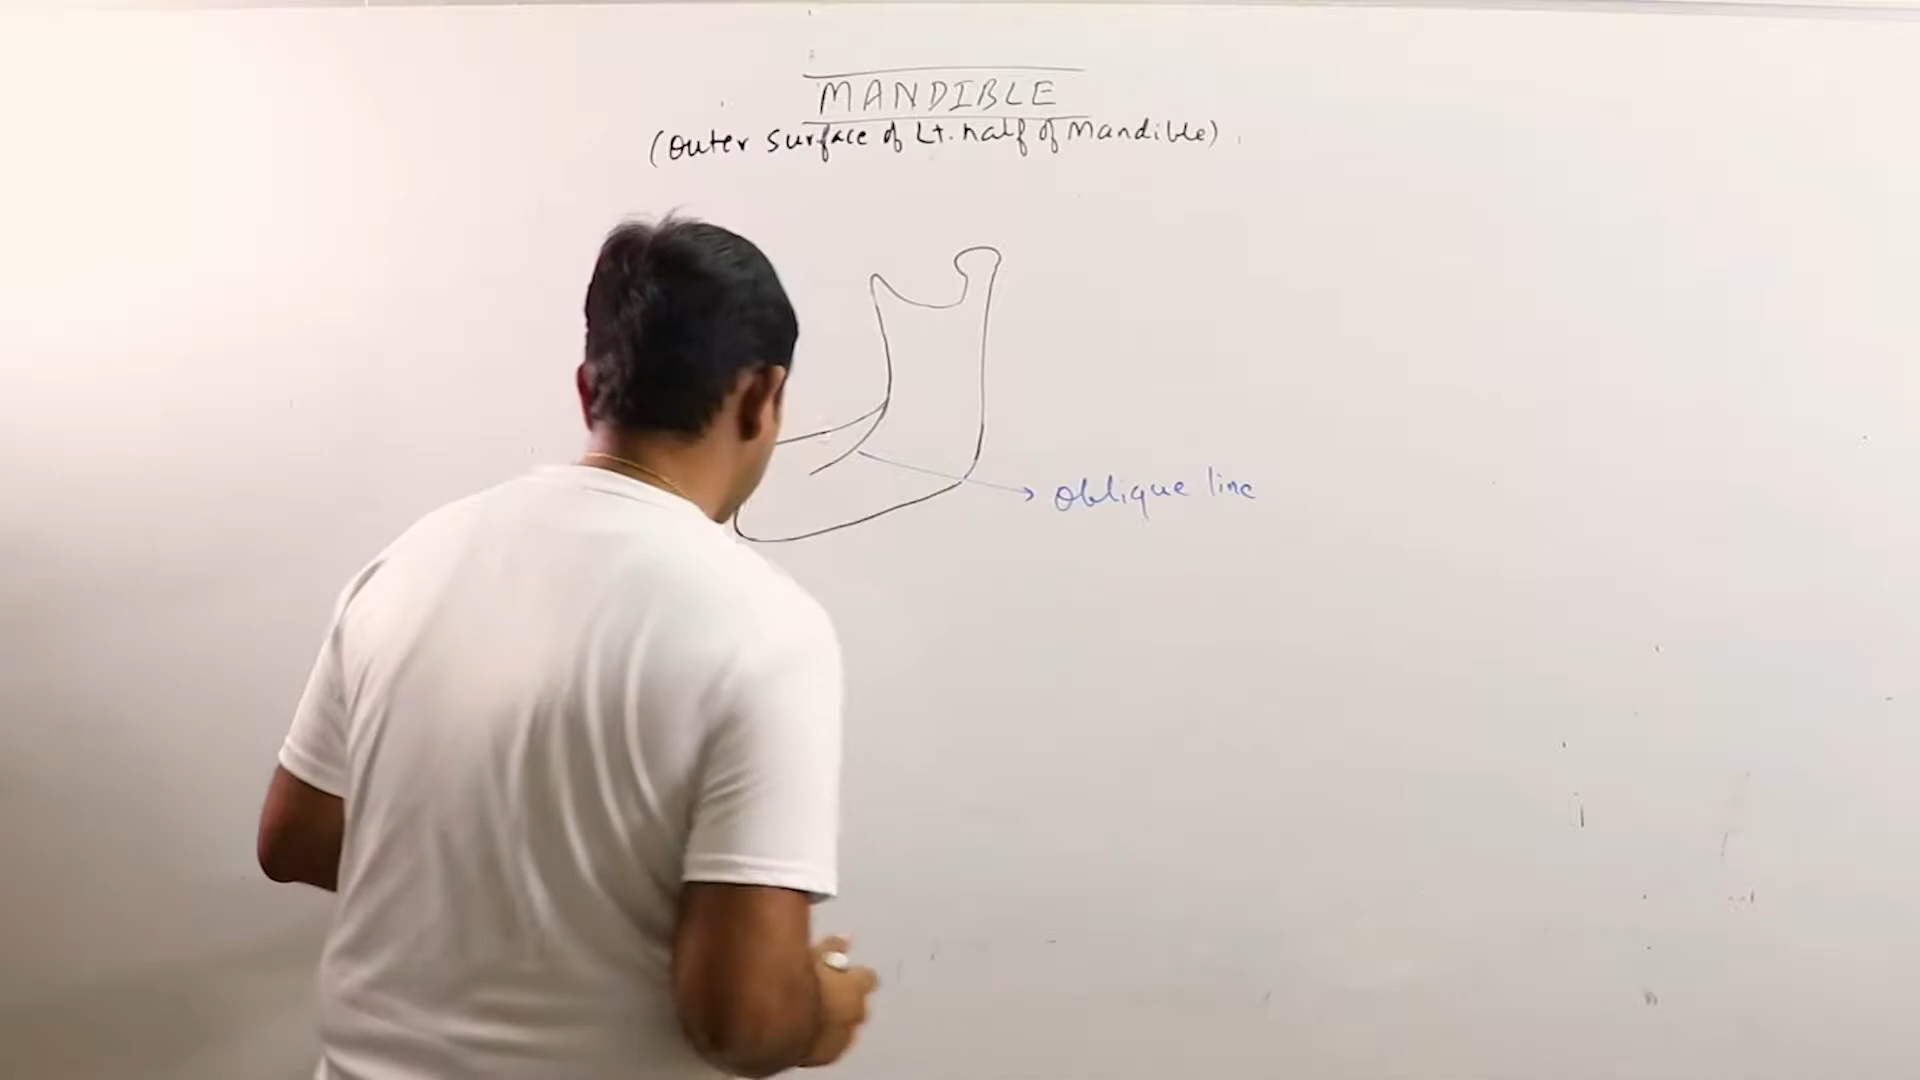 MANDIBLE
(Outer surface of Lt. half of Mandible).
oblique line